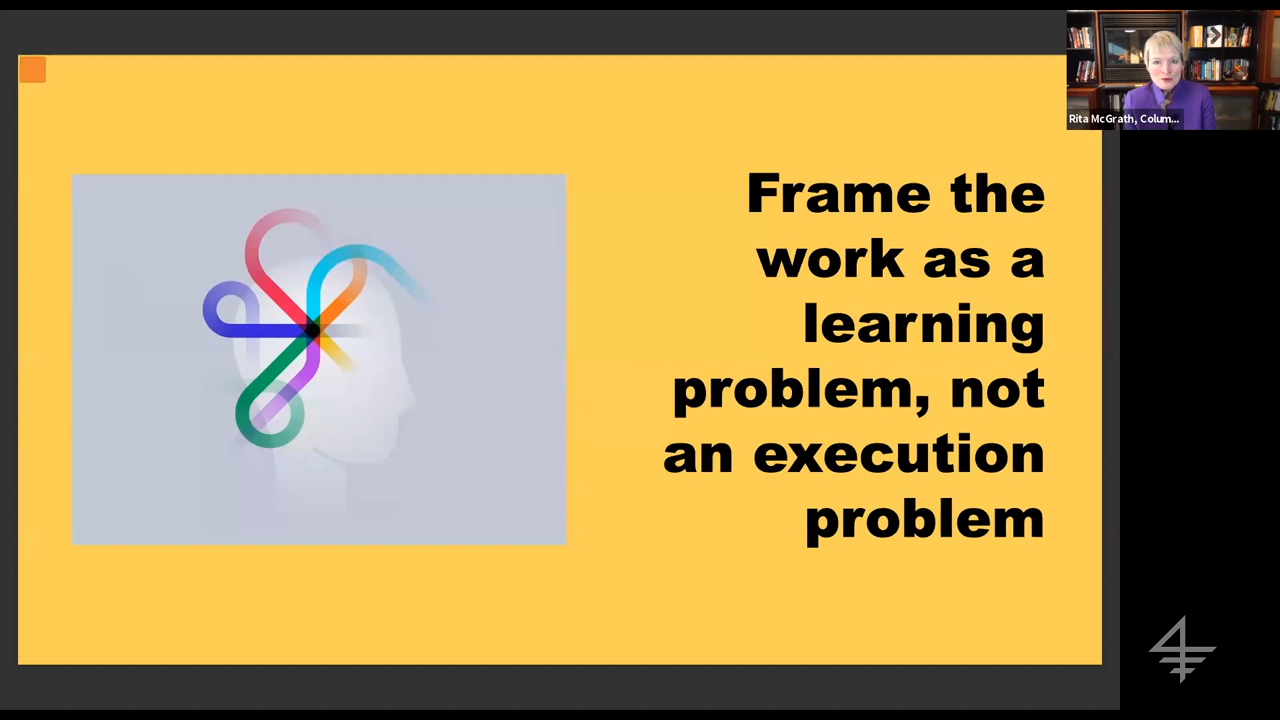 Rita McGrath, Colum...
Frame the
work as a
learning
problem, not
an execution
problem